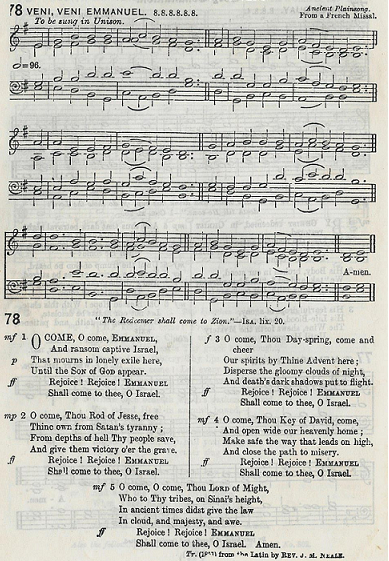 78 VENI, VENI EMMANUEL. 8.8.8.8.8.8.
Ancient Plainsong.
From a French Missal.
To be sung in Unison.
=96.
A-men.
78
"The Redeemer shall come to Zion."—ISA. lix. 20.
mf 1 O COME, O come, EMMANUEL,
And ransom captive Israel,
p That mourns in lonely exile here,
Until the Son of GOD appear.
ff Rejoice! Rejoice! EMMANUEL
Shall come to thee, O Israel.
mp 2 O come, Thou Rod of Jesse, free
Thine own from Satan's tyranny;
From depths of hell Thy people save,
And give them victory o'er the grave.
ff Rejoice! Rejoice! EMMANUEL
Shall come to thee, O Israel.
f 3 O come, Thou Day-spring, come and
cheer
Our spirits by Thine Advent here;
Disperse the gloomy clouds of night,
And death's dark shadows put to flight.
ff Rejoice! Rejoice! EMMANUEL
Shall come to thee, O Israel.
mf 4 O come, Thou Key of David, come,
And open wide our heavenly home;
Make safe the way that leads on high,
And close the path to misery.
ff Rejoice! Rejoice! EMMANUEL
Shall come to thee, O Israel.
mf 5 O come, O come, Thou LORD of Might,
Who to Thy tribes, on Sinai's height,
In ancient times didst give the law
In cloud, and majesty, and awe.
ff Rejoice! Rejoice! EMMANUEL
Shall come to thee, O Israel. Amen.
Tr. from the Latin by REV. J. M. NEALE.